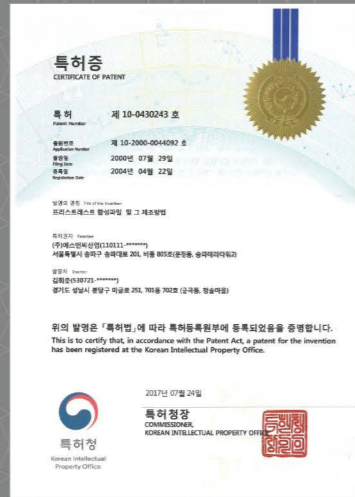 특허증
CERTIFICATE OF PATENT
특 허
Patent Number
제 10-0430243 호
출원번호
Application Number
제 10-2000-0044092 호
출원일
Filing Date
2000년 07월 29일
등록일
Registration Date
2004년 04월 22일
발명의 명칭 Title of the Invention
프리스트레스트 합성파일 및 그 제조방법
특허권자 Patentee
(주)에스앤씨산업(110111-*******)
서울특별시 송파구 송파대로 201, 비동 805호(문정동, 송파테라타워2)
발명자 Inventor
김희준(530721-*******)
경기도 성남시 분당구 미금로 251, 701동 702호 (금곡동, 청솔마을)
위의 발명은 「특허법」에 따라 특허등록원부에 등록되었음을 증명합니다.
This is to certify that, in accordance with the Patent Act, a patent for the invention
has been registered at the Korean Intellectual Property Office.
2017년 07월 24일
특허청장
COMMISSIONER,
KOREAN INTELLECTUAL PROPERTY OFFICE
특허청
Korean Intellectual
Property Office